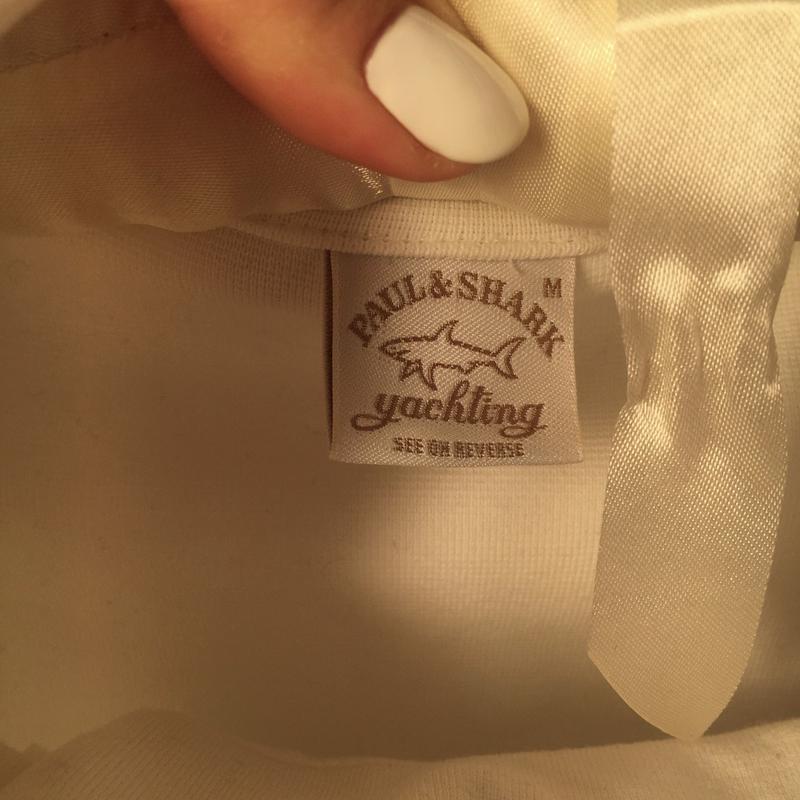 PAUL & SHARK
M
yachting
SEE ON REVERSE